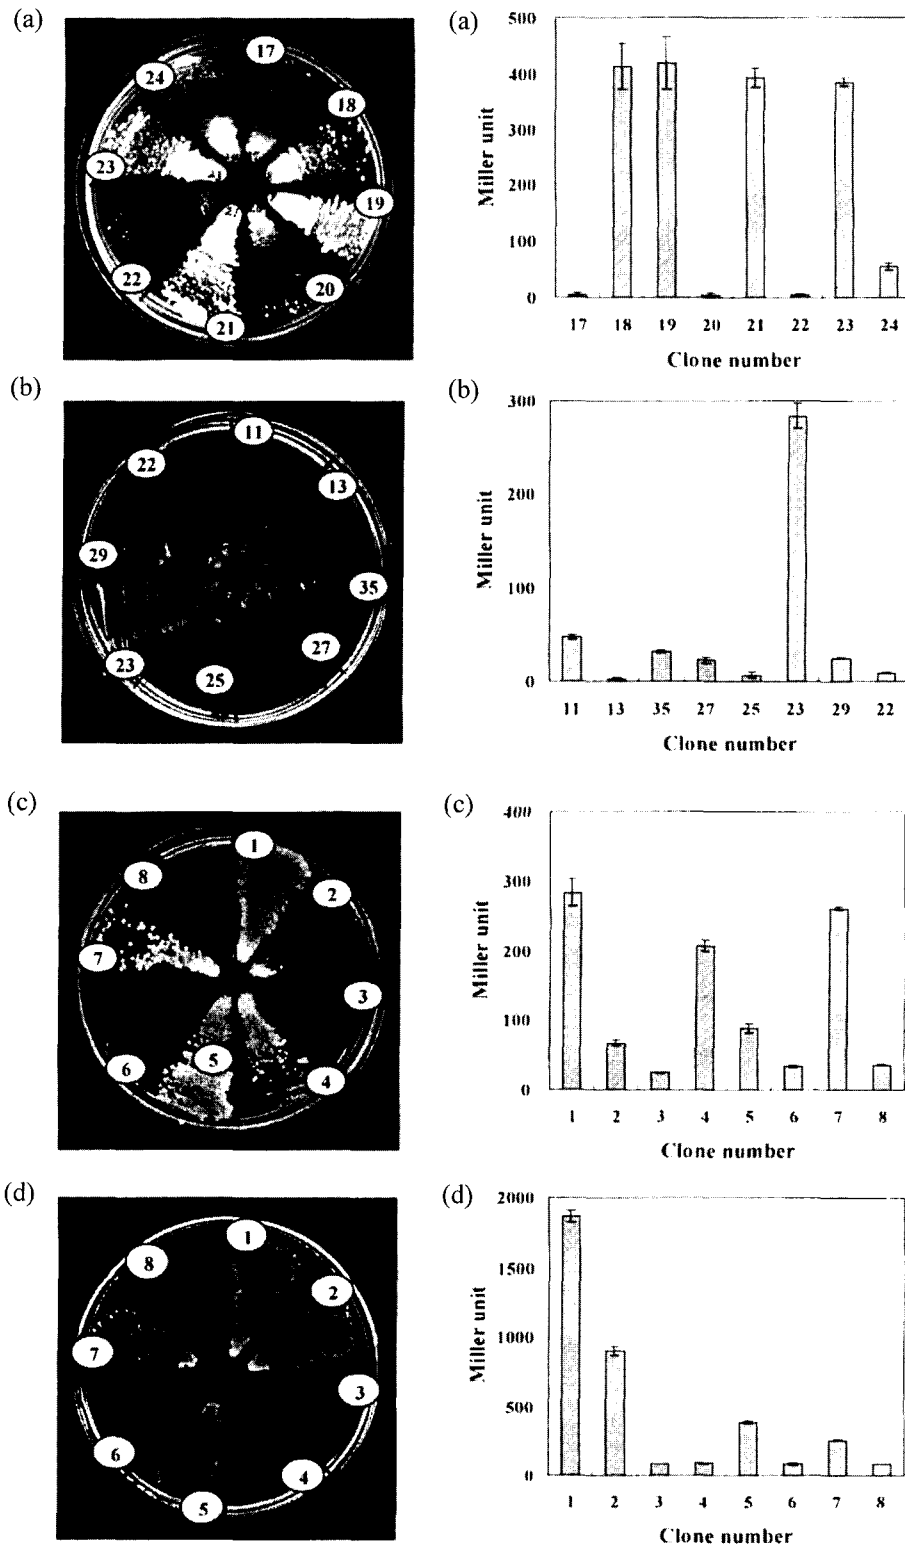 (a)
17
18
19
20
21
22
23
24
(a)
Miller unit
500
400
300
200
100
0
17 18 19 20 21 22 23 24
Clone number
(b)
11
13
35
27
25
23
29
22
(b)
Miller unit
300
200
100
0
11 13 35 27 25 23 29 22
Clone number
(c)
1
2
3
4
5
6
7
8
(c)
Miller unit
400
300
200
100
0
1 2 3 4 5 6 7 8
Clone number
(d)
1
2
3
4
5
6
7
8
(d)
Miller unit
2000
1500
1000
500
0
1 2 3 4 5 6 7 8
Clone number